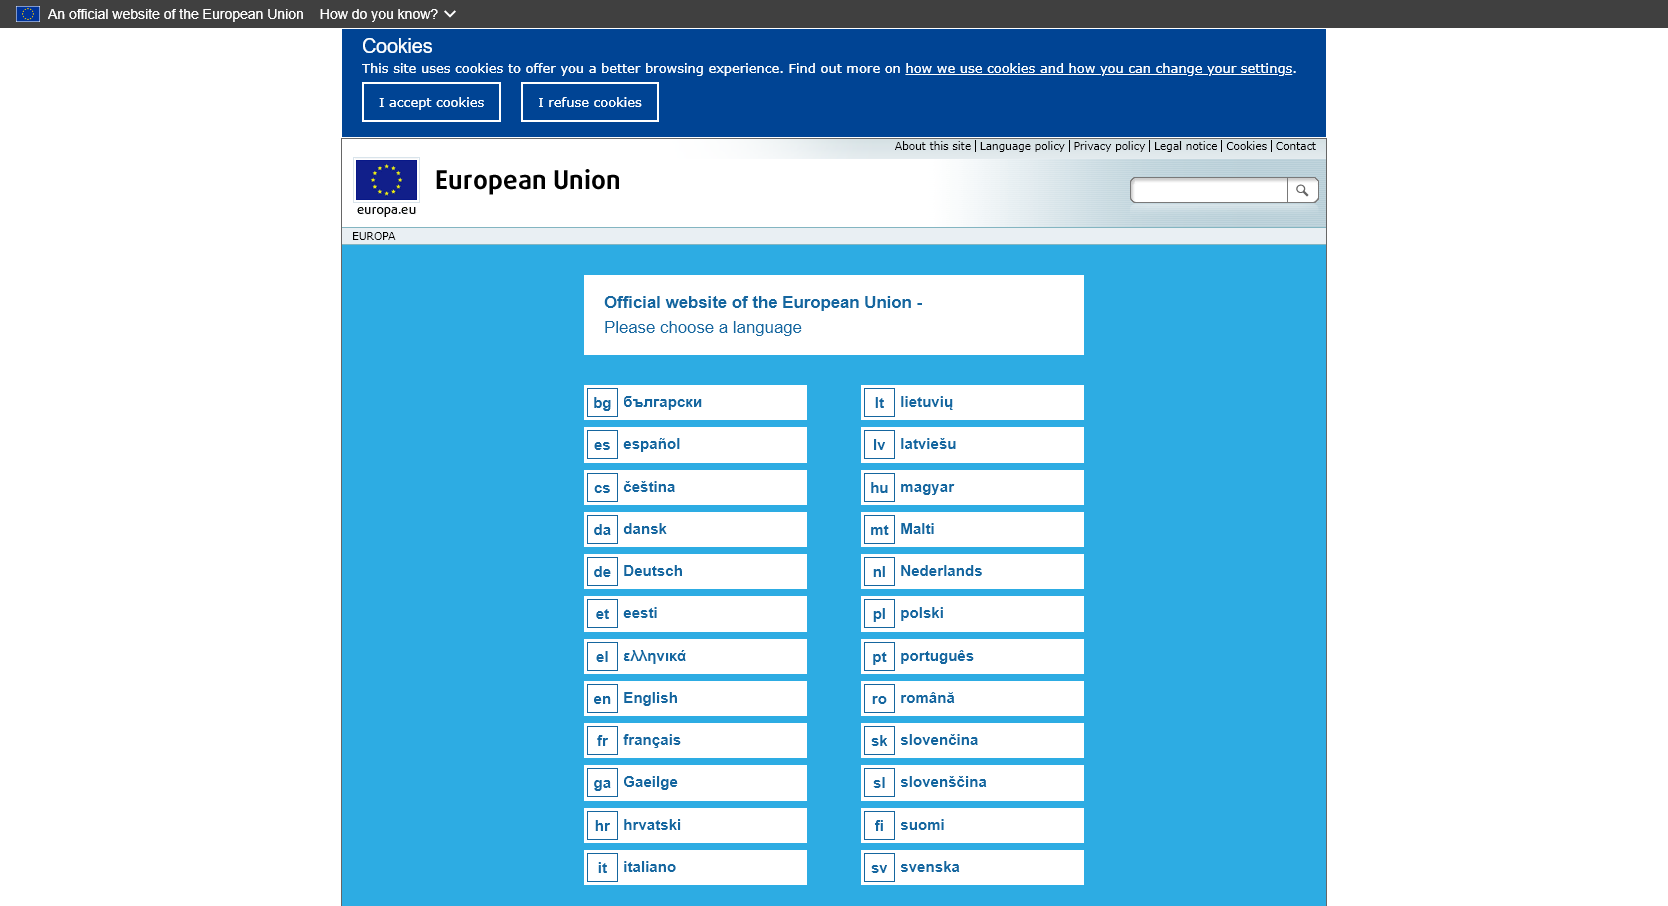 An official website of the European Union How do you know?
Cookies
This site uses cookies to offer you a better browsing experience. Find out more on how we use cookies and how you can change your settings.
I accept cookies I refuse cookies
About this site | Language policy | Privacy policy | Legal notice | Cookies | Contact
European Union
europa.eu
EUROPA
Official website of the European Union -
Please choose a language
bg български
es español
cs čeština
da dansk
de Deutsch
et eesti
el ελληνικά
en English
fr français
ga Gaeilge
hr hrvatski
it italiano
lt lietuvių
lv latviešu
hu magyar
mt Malti
nl Nederlands
pl polski
pt português
ro română
sk slovenčina
sl slovenščina
fi suomi
sv svenska